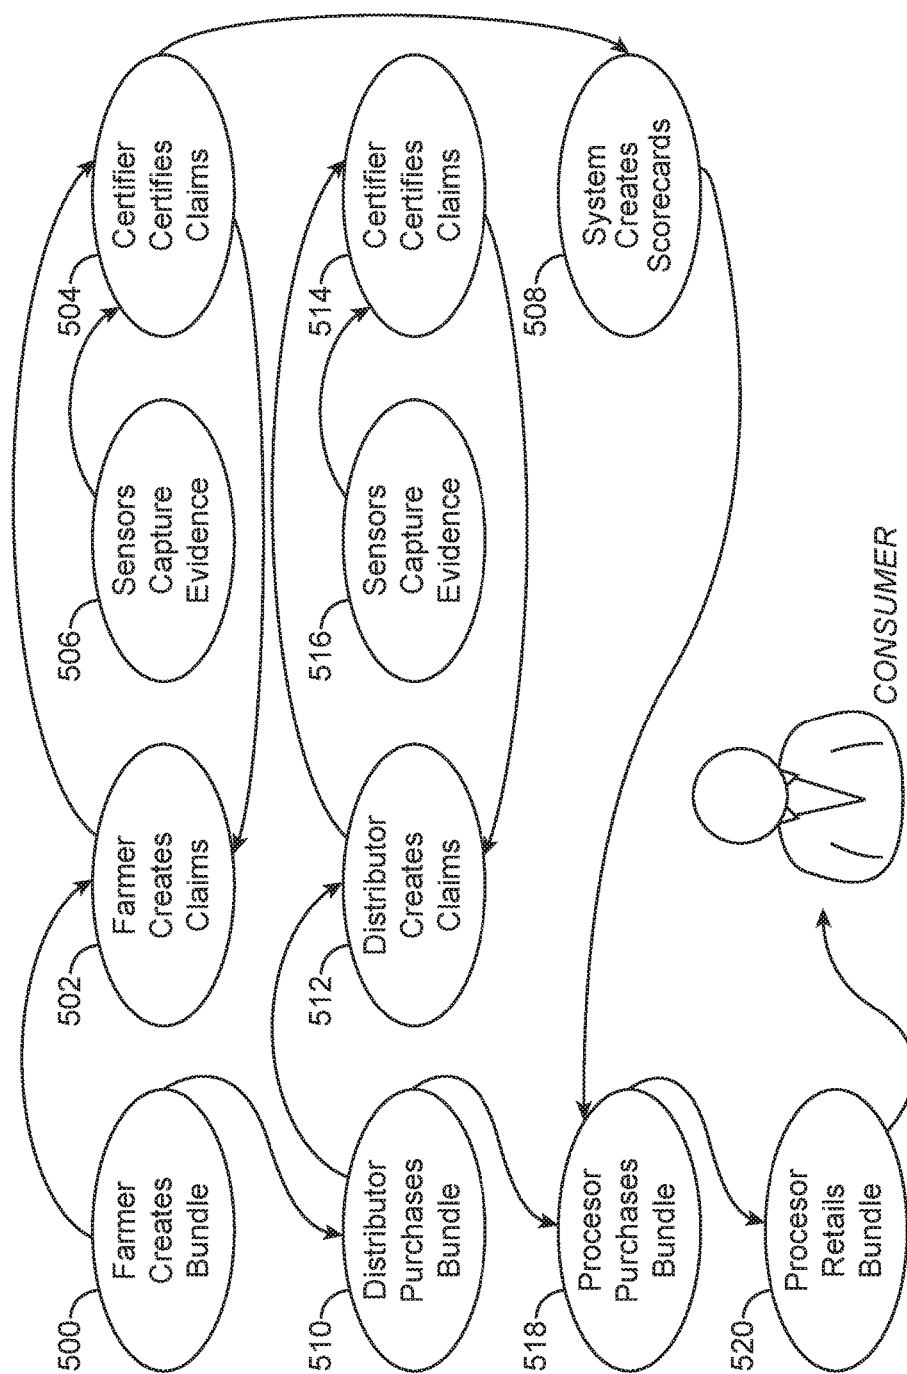 500
Farmer
Creates
Bundle
502
Farmer
Creates
Claims
506
Sensors
Capture
Evidence
504
Certifier
Certifies
Claims
510
Distributor
Purchases
Bundle
512
Distributor
Creates
Claims
516
Sensors
Capture
Evidence
514
Certifier
Certifies
Claims
518
Procesor
Purchases
Bundle
508
System
Creates
Scorecards
520
Procesor
Retails
Bundle
CONSUMER